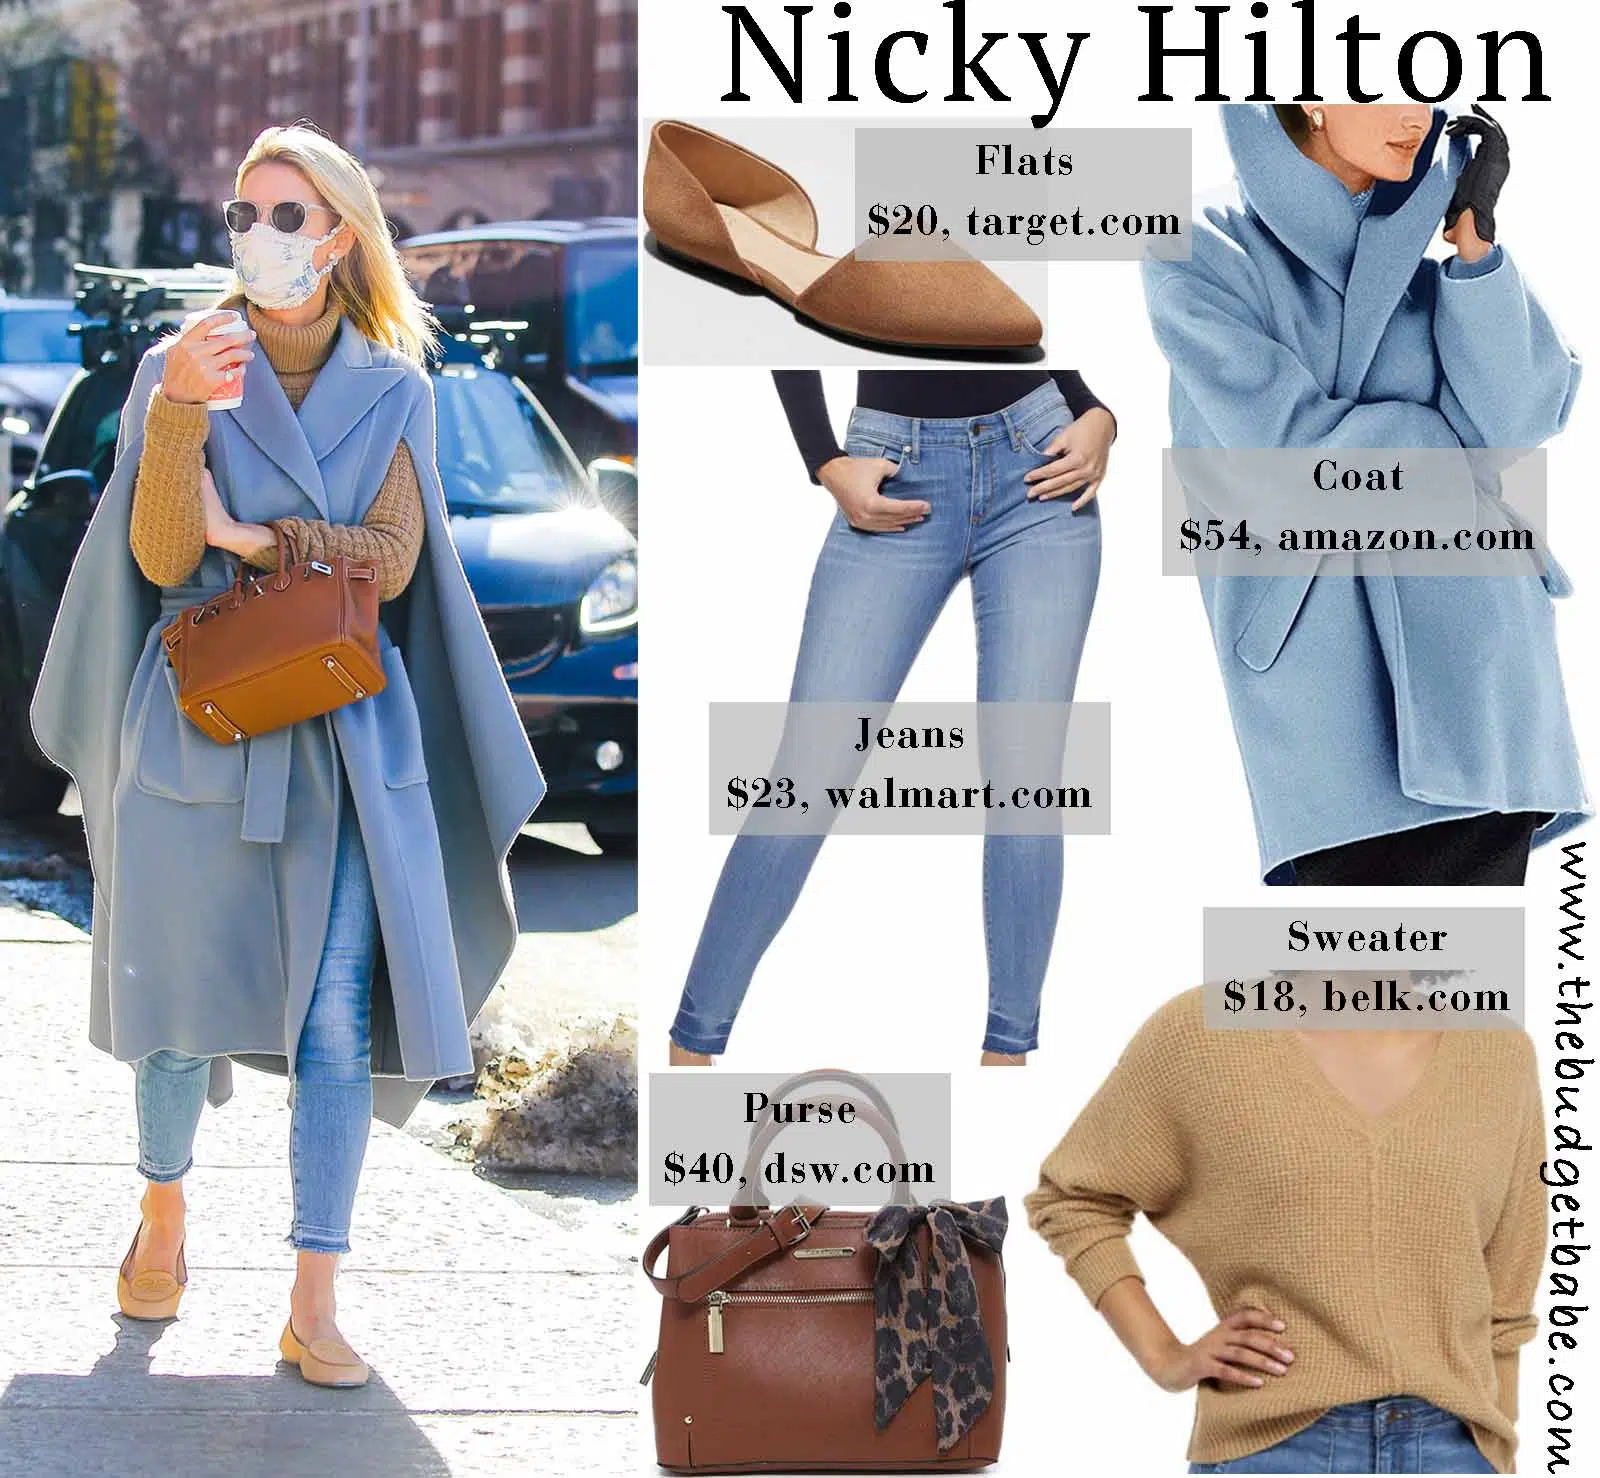 Nicky Hilton
Flats
$20, target.com
Coat
$54, amazon.com
Jeans
$23, walmart.com
Sweater
$18, belk.com
Purse
$40, dsw.com
www.thebudgetbabe.com